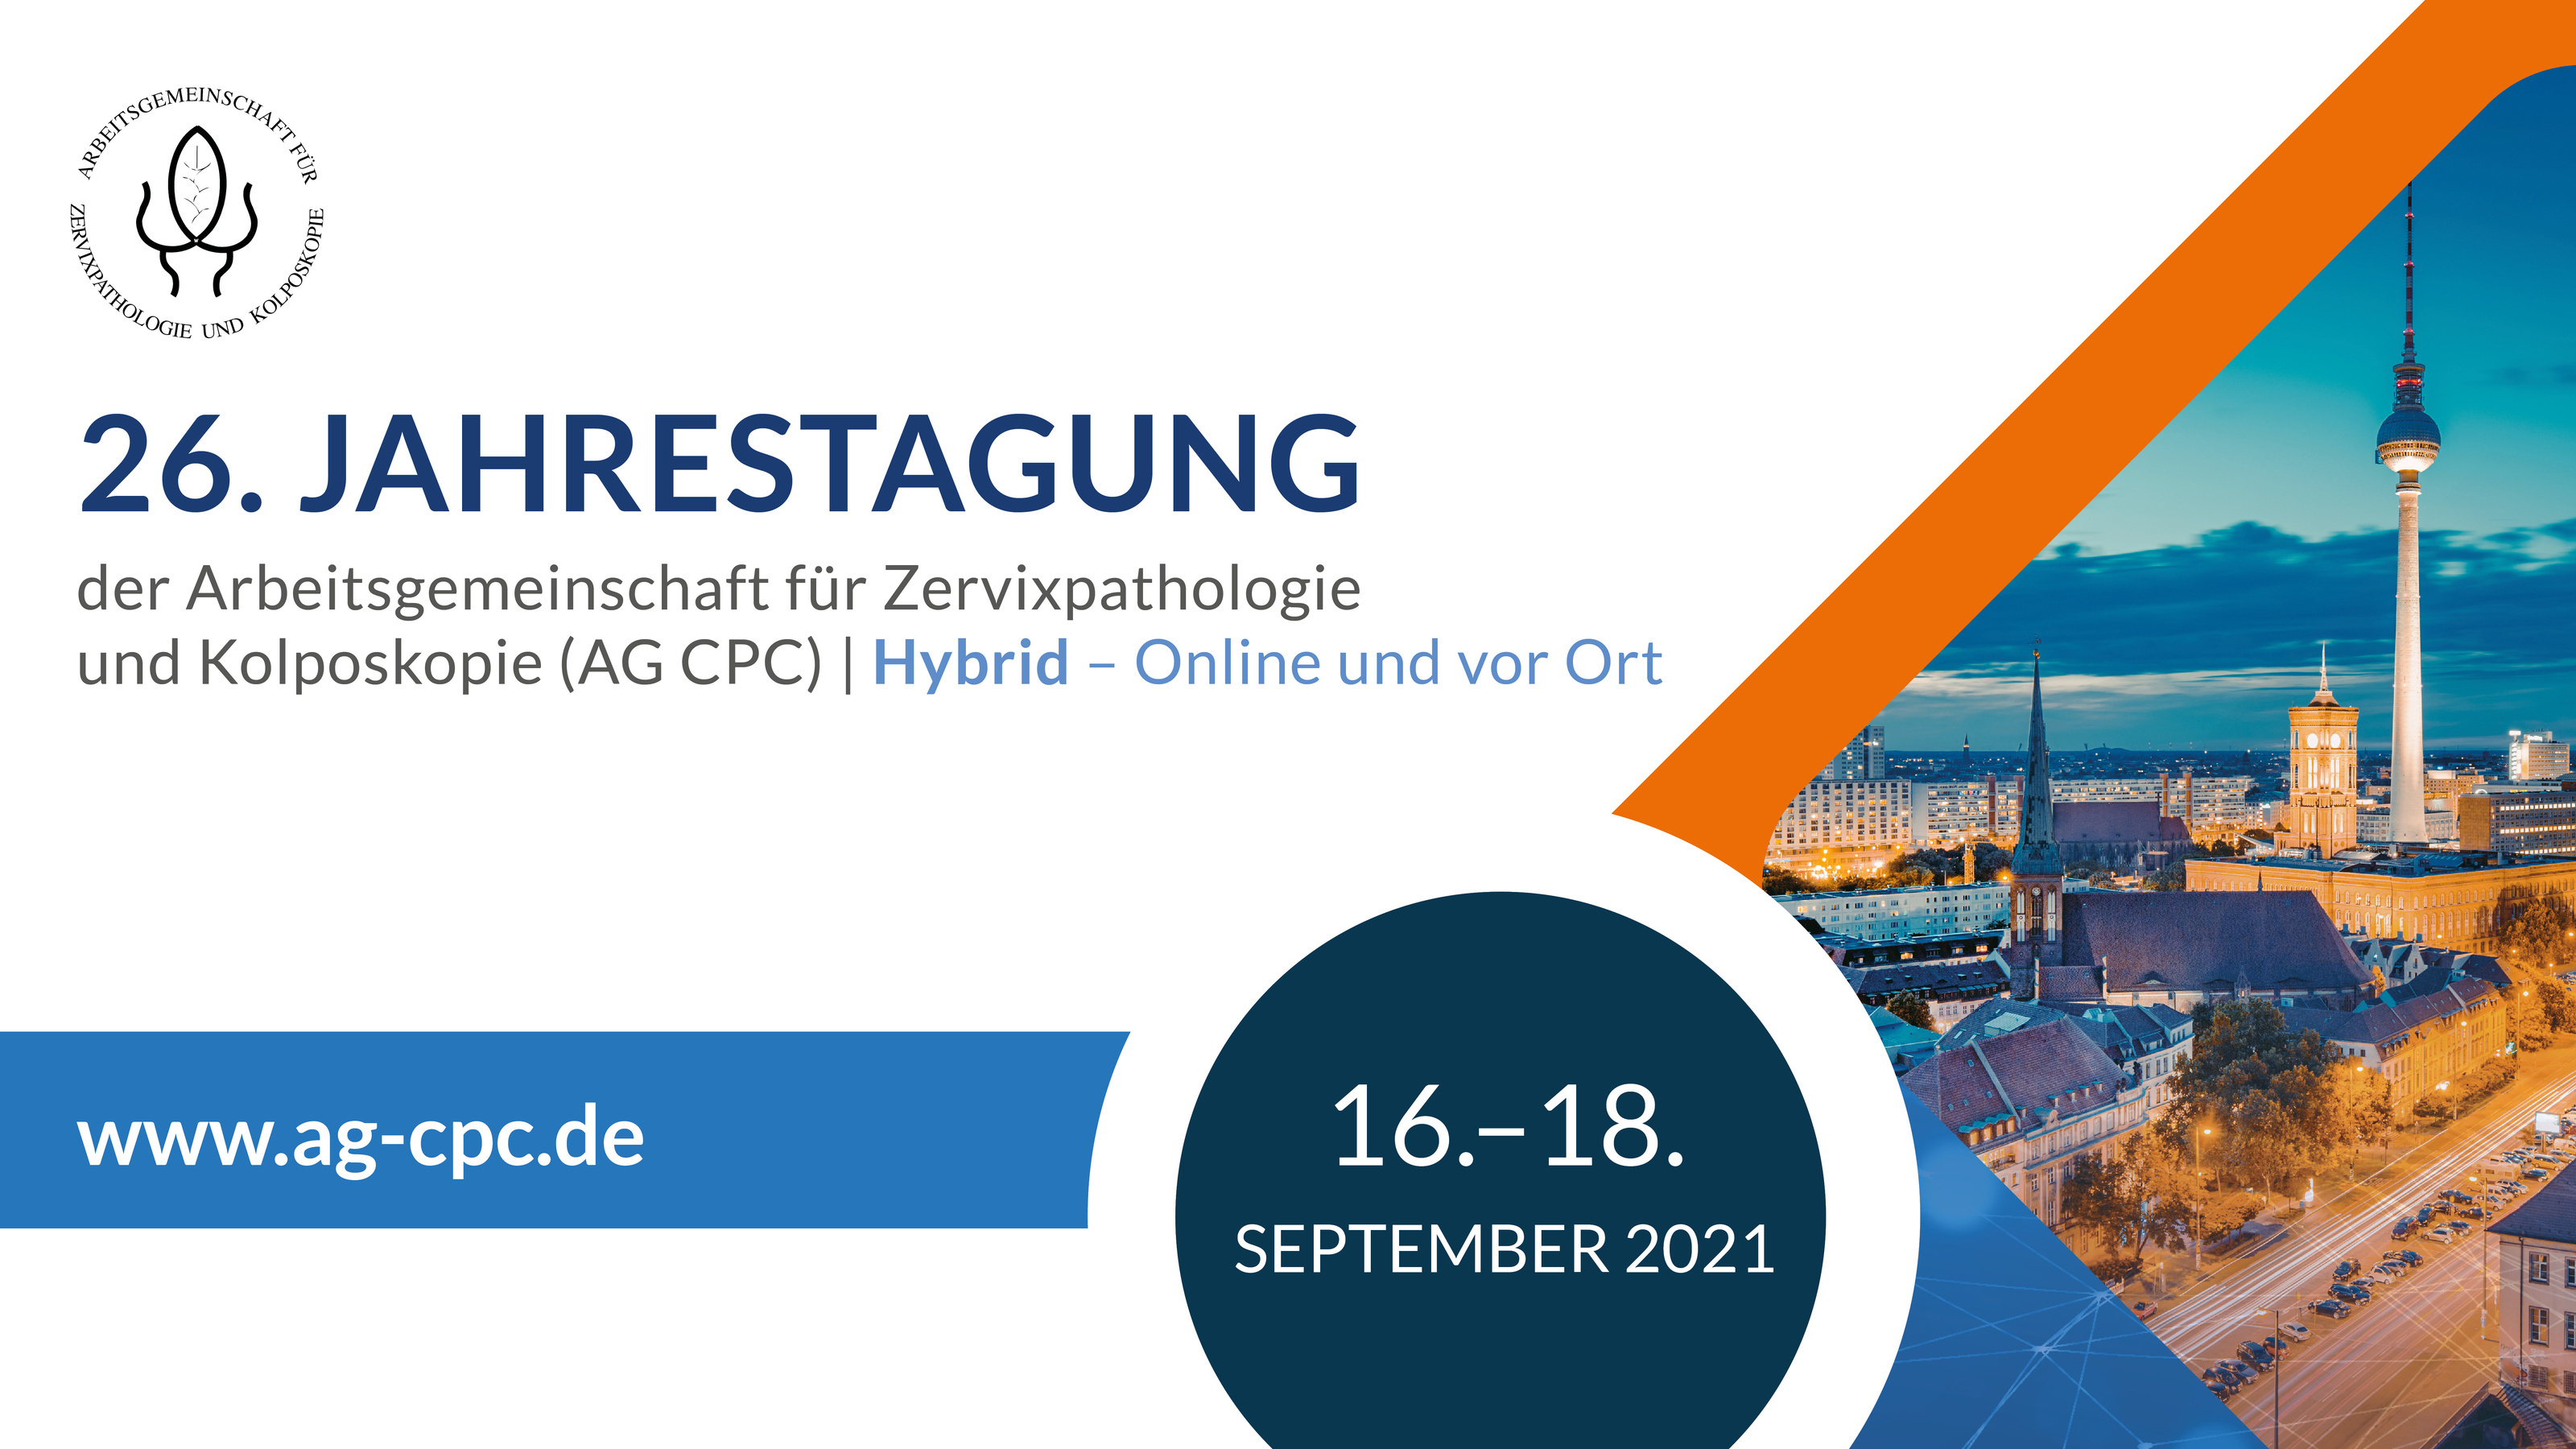 ARBEITSGEMEINSCHAFT FÜR
ZERVIXPATHOLOGIE UND KOLPOSKOPIE
26. JAHRESTAGUNG
der Arbeitsgemeinschaft für Zervixpathologie
und Kolposkopie (AG CPC) | Hybrid – Online und vor Ort
www.ag-cpc.de
16.–18.
SEPTEMBER 2021